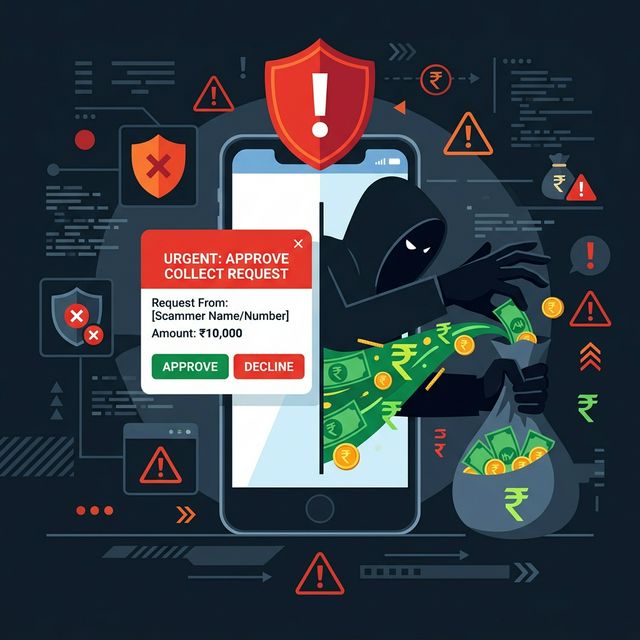 URGENT: APPROVE
COLLECT REQUEST
Request From:
[Scammer Name/Number]
Amount: ₹10,000
APPROVE
DECLINE